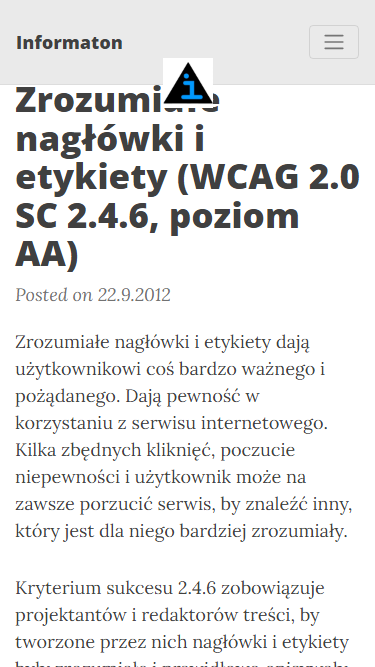 Informaton
Zrozumiałe
nagłówki i
etykiety (WCAG 2.0
SC 2.4.6, poziom
AA)
Posted on 22.9.2012
Zrozumiałe nagłówki i etykiety dają
użytkownikowi coś bardzo ważnego i
pożądanego. Dają pewność w
korzystaniu z serwisu internetowego.
Kilka zbędnych kliknięć, poczucie
niepewności i użytkownik może na
zawsze porzucić serwis, by znaleźć inny,
który jest dla niego bardziej zrozumiały.
Kryterium sukcesu 2.4.6 zobowiązuje
projektantów i redaktorów treści, by
tworzone przez nich nagłówki i etykiety